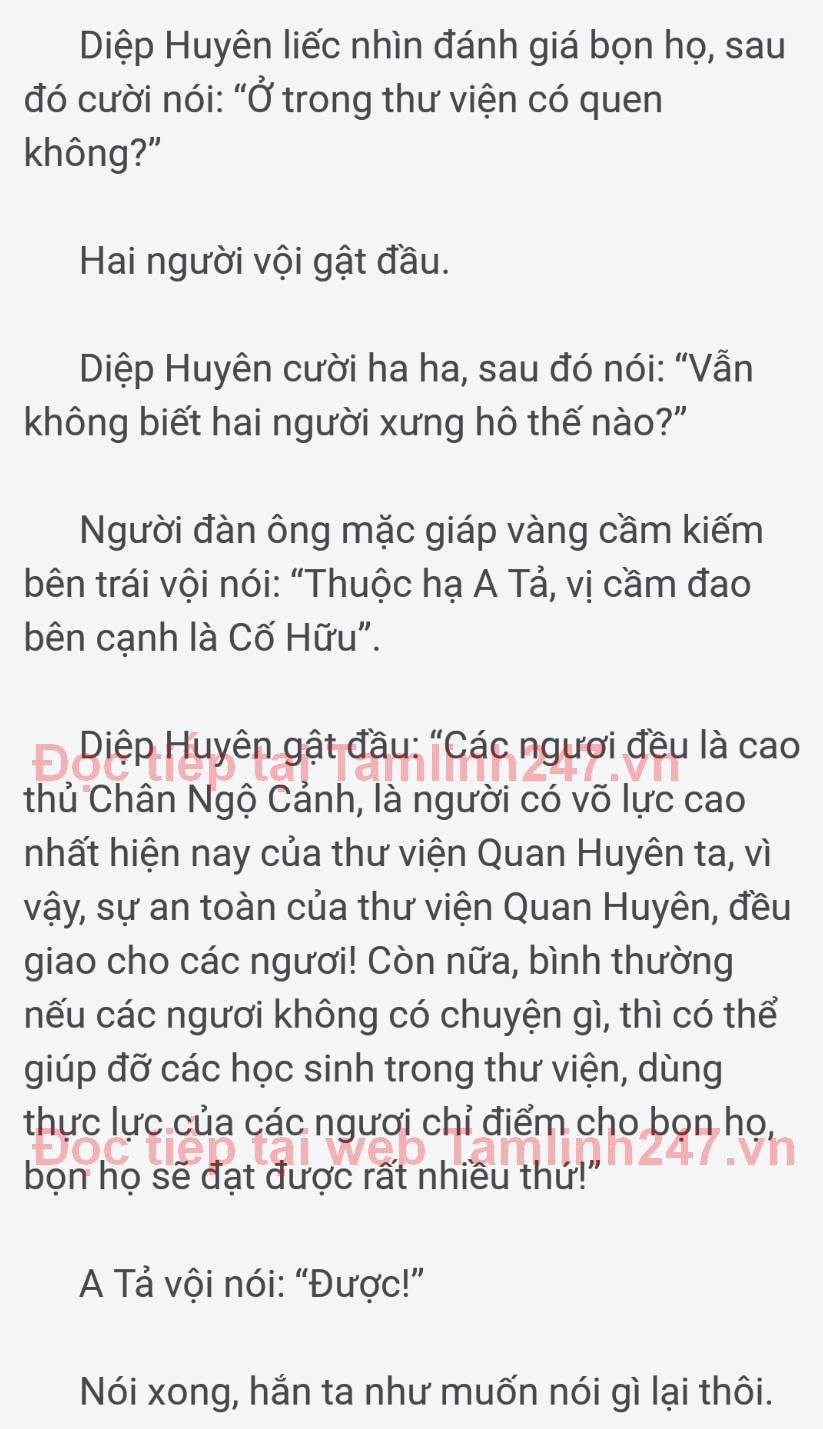 Diệp Huyên liếc nhìn đánh giá bọn họ, sau
đó cười nói: “Ở trong thư viện có quen
không?”
Hai người vội gật đầu.
Diệp Huyên cười ha ha, sau đó nói: “Vẫn
không biết hai người xưng hô thế nào?”
Người đàn ông mặc giáp vàng cầm kiếm
bên trái vội nói: “Thuộc hạ A Tả, vị cầm đao
bên cạnh là Cố Hữu”.
Diệp Huyên gật đầu: “Các ngươi đều là cao
Đọc tiếp tại Tamlinh247.vn
thủ Chân Ngộ Cảnh, là người có võ lực cao
nhất hiện nay của thư viện Quan Huyên ta, vì
vậy, sự an toàn của thư viện Quan Huyên, đều
giao cho các ngươi! Còn nữa, bình thường
nếu các ngươi không có chuyện gì, thì có thể
giúp đỡ các học sinh trong thư viện, dùng
thực lực của các ngươi chỉ điểm cho bọn họ,
Đọc tiếp tại web Tamlinh247.vn
bọn họ sẽ đạt được rất nhiều thứ!”
A Tả vội nói: “Được!”
Nói xong, hắn ta như muốn nói gì lại thôi.